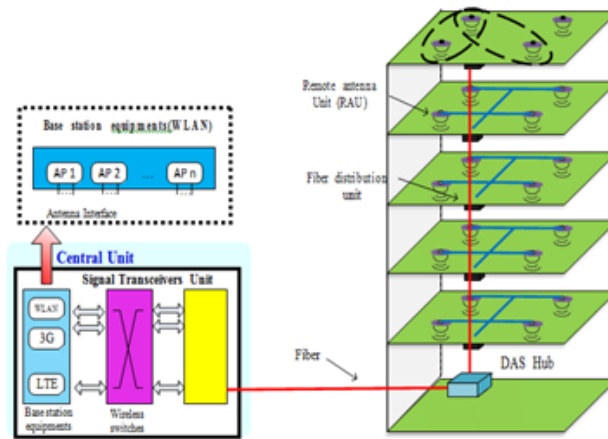 Base station equipments(WLAN)
AP 1 AP 2 ... AP n
Antenna Interface
Central Unit
Signal Transceivers Unit
WLAN
3G
LTE
Base station
equipments
Wireless
switches
Fiber
Remote antenna
Unit (RAU)
Fiber distribution
unit
DAS Hub